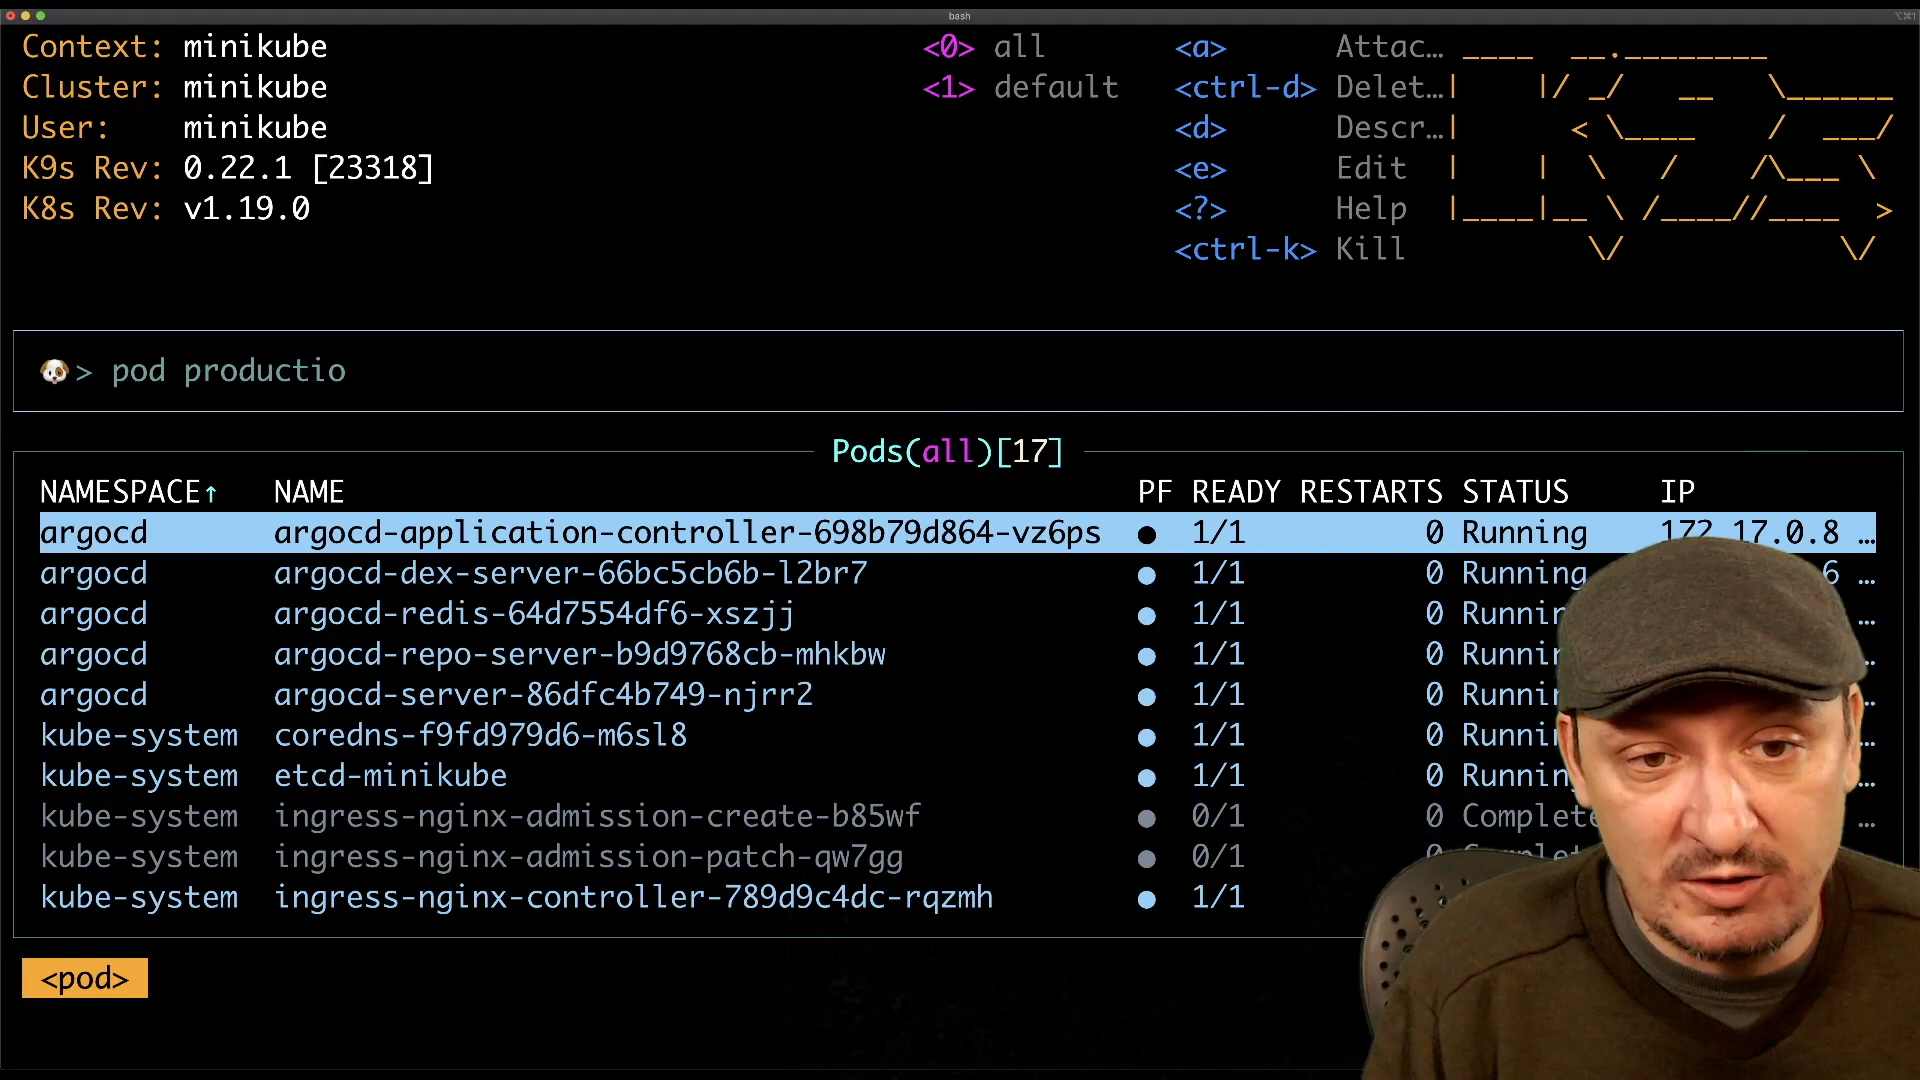 bash
⌥⌘1
Context: minikube <0> all <a> Attac…
Cluster: minikube <1> default <ctrl-d> Delet…
User: minikube <d> Descr…
K9s Rev: 0.22.1 [23318] <e> Edit
K8s Rev: v1.19.0 <?> Help
<ctrl-k> Kill
> pod productio
Pods(all)[17]
NAMESPACE↑ NAME PF READY RESTARTS STATUS IP
argocd argocd-application-controller-698b79d864-vz6ps ● 1/1 0 Running 172.17.0.8 …
argocd argocd-dex-server-66bc5cb6b-l2br7 ● 1/1 0 Running 6 …
argocd argocd-redis-64d7554df6-xszjj ● 1/1 0 …
argocd argocd-repo-server-b9d9768cb-mhkbw ● 1/1 0 …
argocd argocd-server-86dfc4b749-njrr2 ● 1/1 0 …
kube-system coredns-f9fd979d6-m6sl8 ● 1/1 0 …
kube-system etcd-minikube ● 1/1 0 …
kube-system ingress-nginx-admission-create-b85wf ● 0/1 0 …
kube-system ingress-nginx-admission-patch-qw7gg ● 0/1
kube-system ingress-nginx-controller-789d9c4dc-rqzmh ● 1/1
<pod>